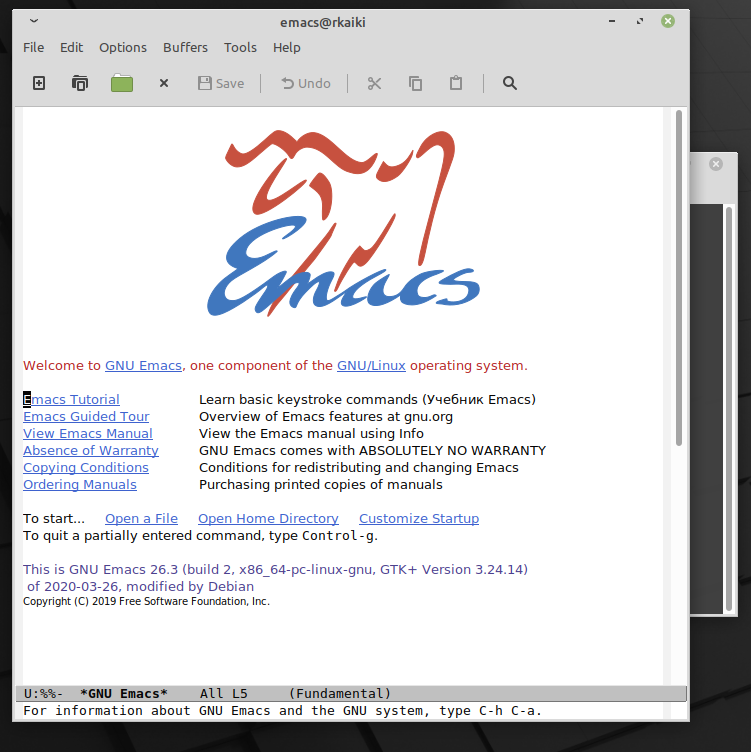 emacs@rkaiki
File Edit Options Buffers Tools Help
Save Undo
Emacs
Welcome to GNU Emacs, one component of the GNU/Linux operating system.
Emacs Tutorial Learn basic keystroke commands (Учебник Emacs)
Emacs Guided Tour Overview of Emacs features at gnu.org
View Emacs Manual View the Emacs manual using Info
Absence of Warranty GNU Emacs comes with ABSOLUTELY NO WARRANTY
Copying Conditions Conditions for redistributing and changing Emacs
Ordering Manuals Purchasing printed copies of manuals
To start... Open a File Open Home Directory Customize Startup
To quit a partially entered command, type Control-g.
This is GNU Emacs 26.3 (build 2, x86_64-pc-linux-gnu, GTK+ Version 3.24.14)
of 2020-03-26, modified by Debian
Copyright (C) 2019 Free Software Foundation, Inc.
U:%%- *GNU Emacs* All L5 (Fundamental)
For information about GNU Emacs and the GNU system, type C-h C-a.